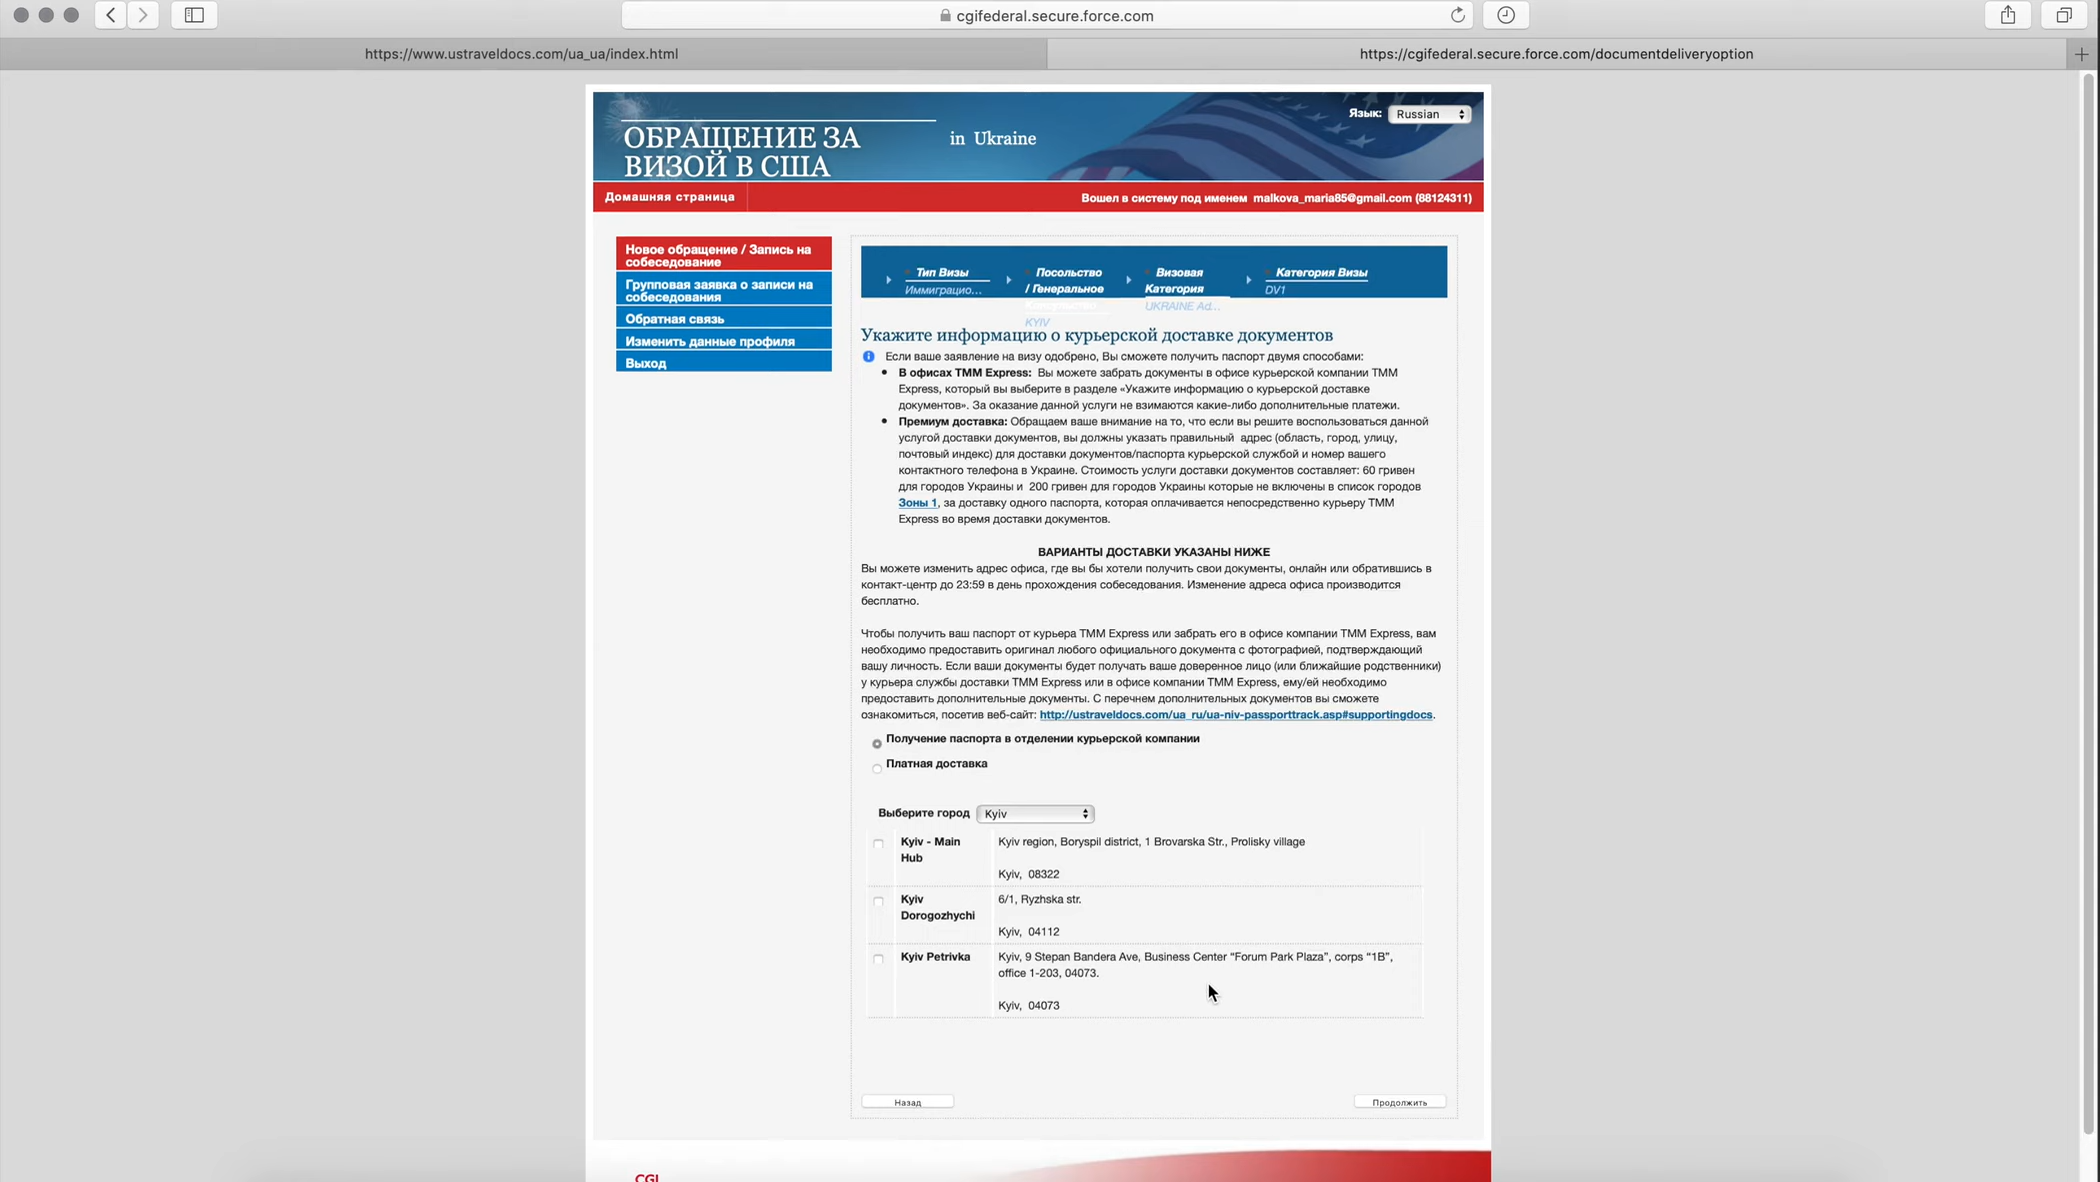 cgifederal.secure.force.com
https://www.ustraveldocs.com/ua_ua/index.html
https://cgifederal.secure.force.com/documentdeliveryoption
Язык: Russian
ОБРАЩЕНИЕ ЗА
ВИЗОЙ В США
in Ukraine
Домашняя страница
Вошел в систему под именем malkova_maria85@gmail.com (88124311)
Новое обращение / Запись на
собеседование
Групповая заявка о записи на
собеседования
Обратная связь
Изменить данные профиля
Выход
Тип Визы
Иммиграцио...
Посольство
/ Генеральное
KYIV
Визовая
Категория
UKRAINE Ad...
Категория Визы
DV1
Укажите информацию о курьерской доставке документов
Если ваше заявление на визу одобрено, Вы сможете получить паспорт двумя способами:
В офисах ТММ Express: Вы можете забрать документы в офисе курьерской компании ТММ
Express, который вы выберите в разделе «Укажите информацию о курьерской доставке
документов». За оказание данной услуги не взимаются какие-либо дополнительные платежи.
Премиум доставка: Обращаем ваше внимание на то, что если вы решите воспользоваться данной
услугой доставки документов, вы должны указать правильный адрес (область, город, улицу,
почтовый индекс) для доставки документов/паспорта курьерской службой и номер вашего
контактного телефона в Украине. Стоимость услуги доставки документов составляет: 60 гривен
для городов Украины и 200 гривен для городов Украины которые не включены в список городов
Зоны 1, за доставку одного паспорта, которая оплачивается непосредственно курьеру ТММ
Express во время доставки документов.
ВАРИАНТЫ ДОСТАВКИ УКАЗАНЫ НИЖЕ
Вы можете изменить адрес офиса, где вы бы хотели получить свои документы, онлайн или обратившись в
контакт-центр до 23:59 в день прохождения собеседования. Изменение адреса офиса производится
бесплатно.
Чтобы получить ваш паспорт от курьера ТММ Express или забрать его в офисе компании ТММ Express, вам
необходимо предоставить оригинал любого официального документа с фотографией, подтверждающий
вашу личность. Если ваши документы будет получать ваше доверенное лицо (или ближайшие родственники)
у курьера службы доставки ТММ Express или в офисе компании ТММ Express, ему/ей необходимо
предоставить дополнительные документы. С перечнем дополнительных документов вы сможете
ознакомиться, посетив веб-сайт: http://ustraveldocs.com/ua_ru/ua-niv-passporttrack.asp#supportingdocs.
Получение паспорта в отделении курьерской компании
Платная доставка
Выберите город Kyiv
Kyiv - Main
Hub
Kyiv region, Boryspil district, 1 Brovarska Str., Prolisky village
Kyiv, 08322
Kyiv
Dorogozhychi
6/1, Ryzhska str.
Kyiv, 04112
Kyiv Petrivka
Kyiv, 9 Stepan Bandera Ave, Business Center “Forum Park Plaza”, corps “1B”,
office 1-203, 04073.
Kyiv, 04073
Назад
Продолжить
CGI